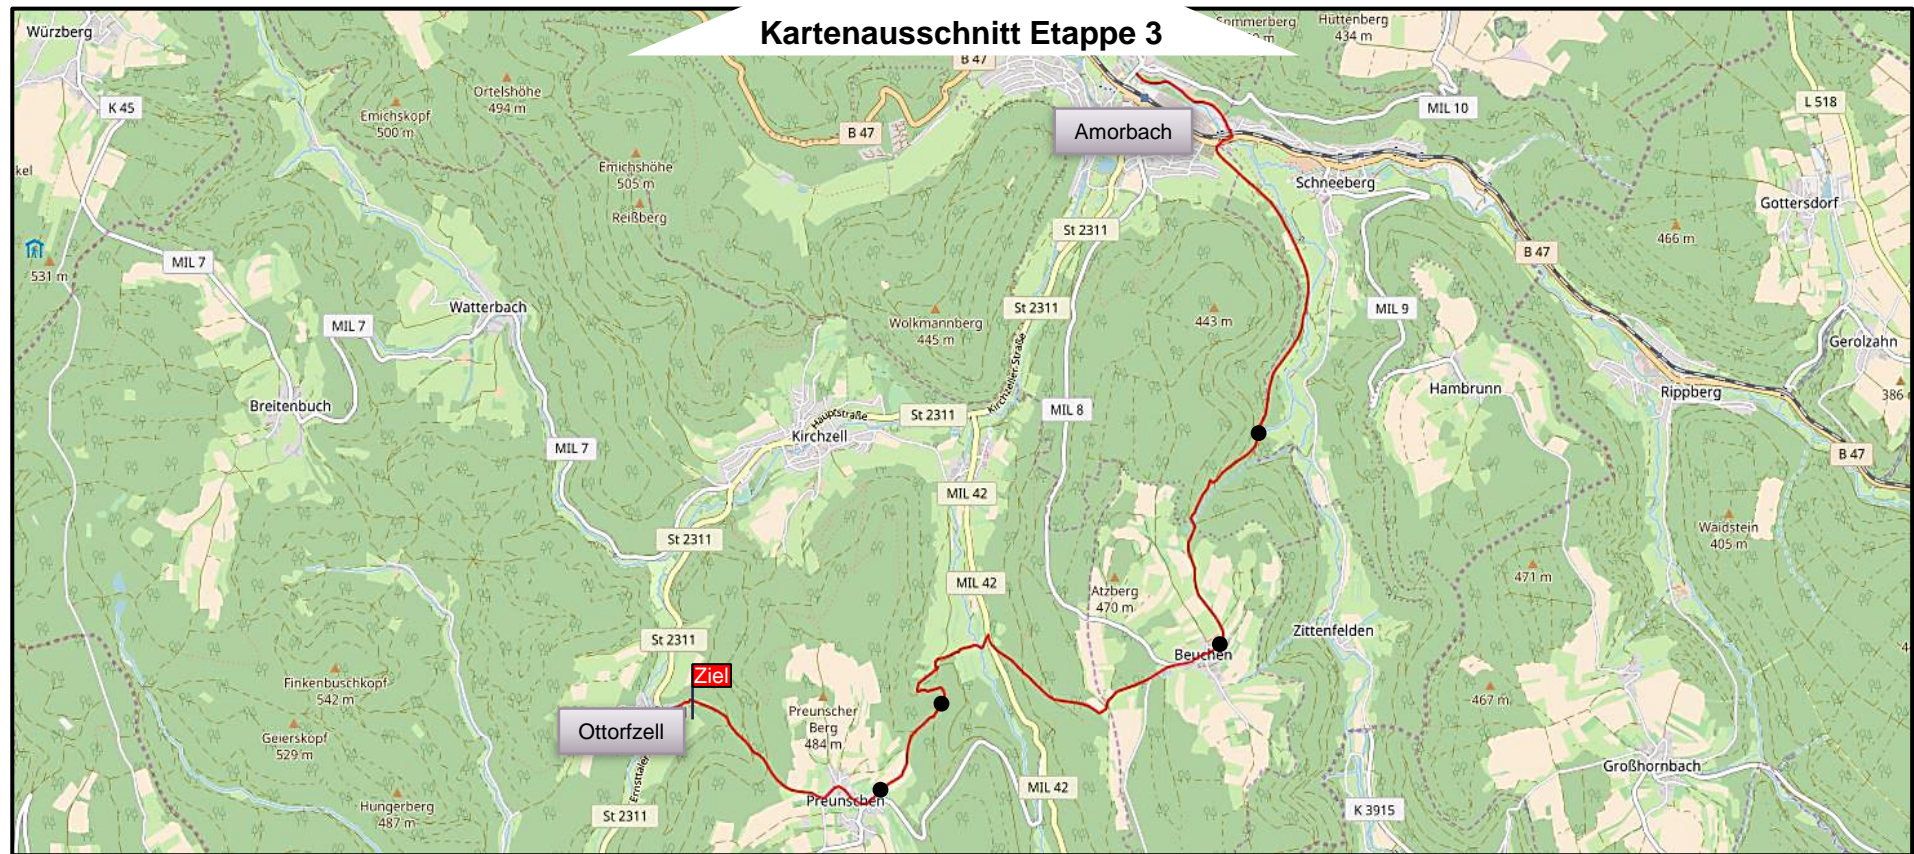 Kartenausschnitt Etappe 3
Würzberg
Hüttenberg
434 m
B 47
Ortelshöhe
494 m
K 45
Emichskopf
500 m
B 47
MIL 10
L 518
Amorbach
Emichshöhe
505 m
Schneeberg
Reißberg
Gottersdorf
St 2311
466 m
B 47
MIL 7
531 m
Watterbach
St 2311
MIL 9
443 m
MIL 7
Wolkmannberg
445 m
Gerolzahn
Kirchzeller Straße
Hambrunn
Rippberg
386
Breitenbuch
Hauptstraße
St 2311
MIL 8
Kirchzell
MIL 7
B 47
MIL 42
Waidstein
405 m
St 2311
MIL 42
471 m
Atzberg
470 m
Zittenfelden
St 2311
Beuchen
Ziel
Finkenbuschkopf
542 m
467 m
Preunscher
Berg
484 m
Ottorfzell
Geierskopf
529 m
Großhornbach
MIL 42
Preunschen
Hungerberg
487 m
K 3915
St 2311